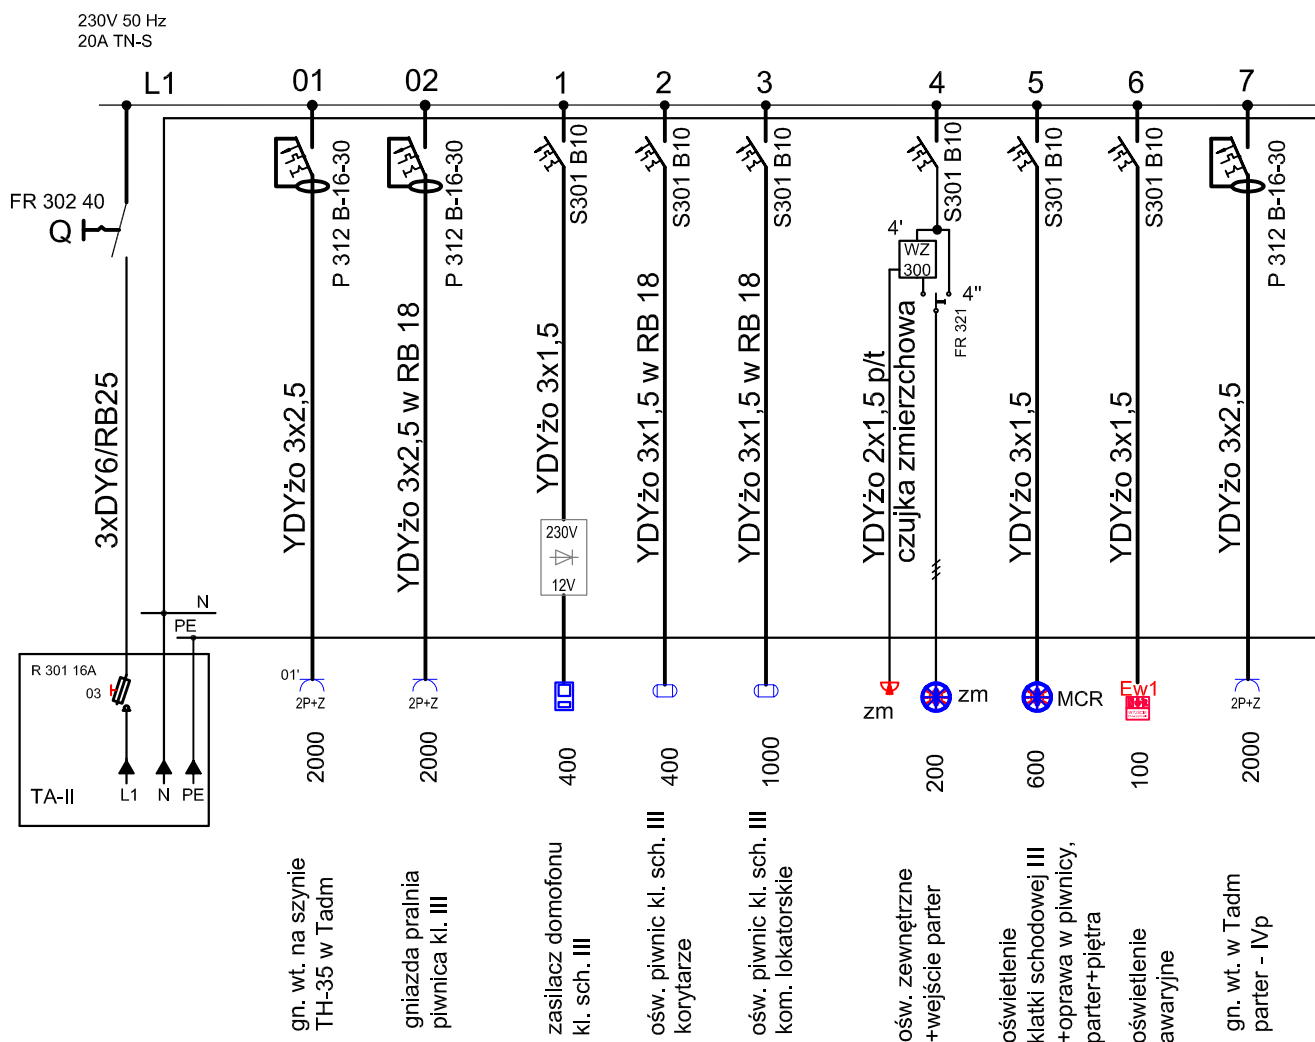 230V 50 Hz
20A TN-S
L1
01
02
1
2
3
4
5
6
7
FR 302 40
Q
3xDY6/RB25
N
PE
R 301 16A
03
TA-II
L1
N
PE
P 312 B-16-30
YDYżo 3x2,5
01'
2P+Z
2000
gn. wt. na szynie
TH-35 w Tadm
P 312 B-16-30
YDYżo 3x2,5 w RB 18
2P+Z
2000
gniazda pralnia
piwnica kl. III
S301 B10
YDYżo 3x1,5
230V
12V
400
zasilacz domofonu
kl. sch. III
S301 B10
YDYżo 3x1,5 w RB 18
400
ośw. piwnic kl. sch. III
korytarze
S301 B10
YDYżo 3x1,5 w RB 18
1000
ośw. piwnic kl. sch. III
kom. lokatorskie
S301 B10
4'
WZ
300
4"
FR 321
YDYżo 2x1,5 p/t
czujka zmierzchowa
zm
zm
200
ośw. zewnętrzne
+wejście parter
S301 B10
YDYżo 3x1,5
MCR
600
oświetlenie
klatki schodowej III
+oprawa w piwnicy,
parter+piętra
S301 B10
YDYżo 3x1,5
Ew1
100
oświetlenie
awaryjne
P 312 B-16-30
YDYżo 3x2,5
2P+Z
2000
gn. wt. w Tadm
parter - IVp